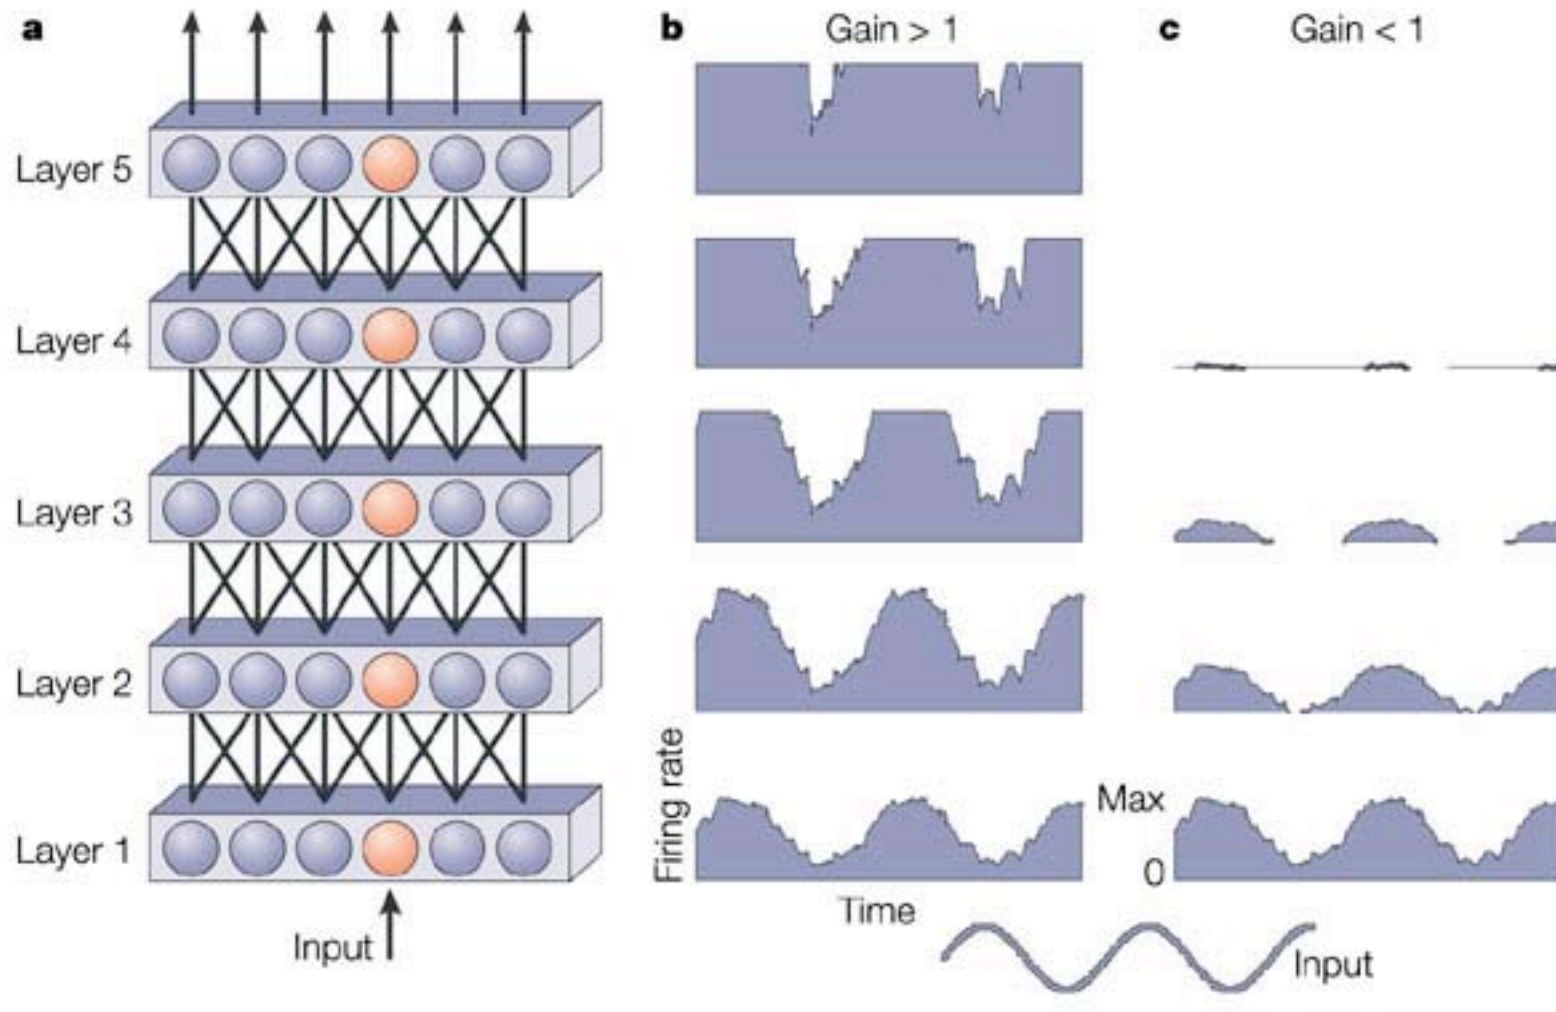 a
b
Gain > 1
c
Gain < 1
Layer 5
Layer 4
Layer 3
Layer 2
Layer 1
Input
Firing rate
Time
Max
0
Input